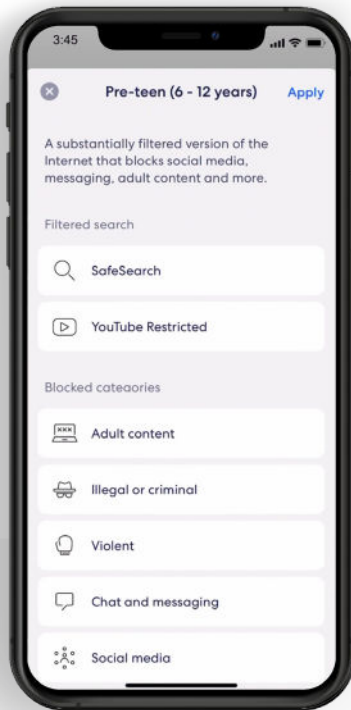 3:45
Pre-teen (6 - 12 years) Apply
A substantially filtered version of the
Internet that blocks social media,
messaging, adult content and more.
Filtered search
SafeSearch
YouTube Restricted
Blocked categories
XXX
Adult content
Illegal or criminal
Violent
Chat and messaging
Social media